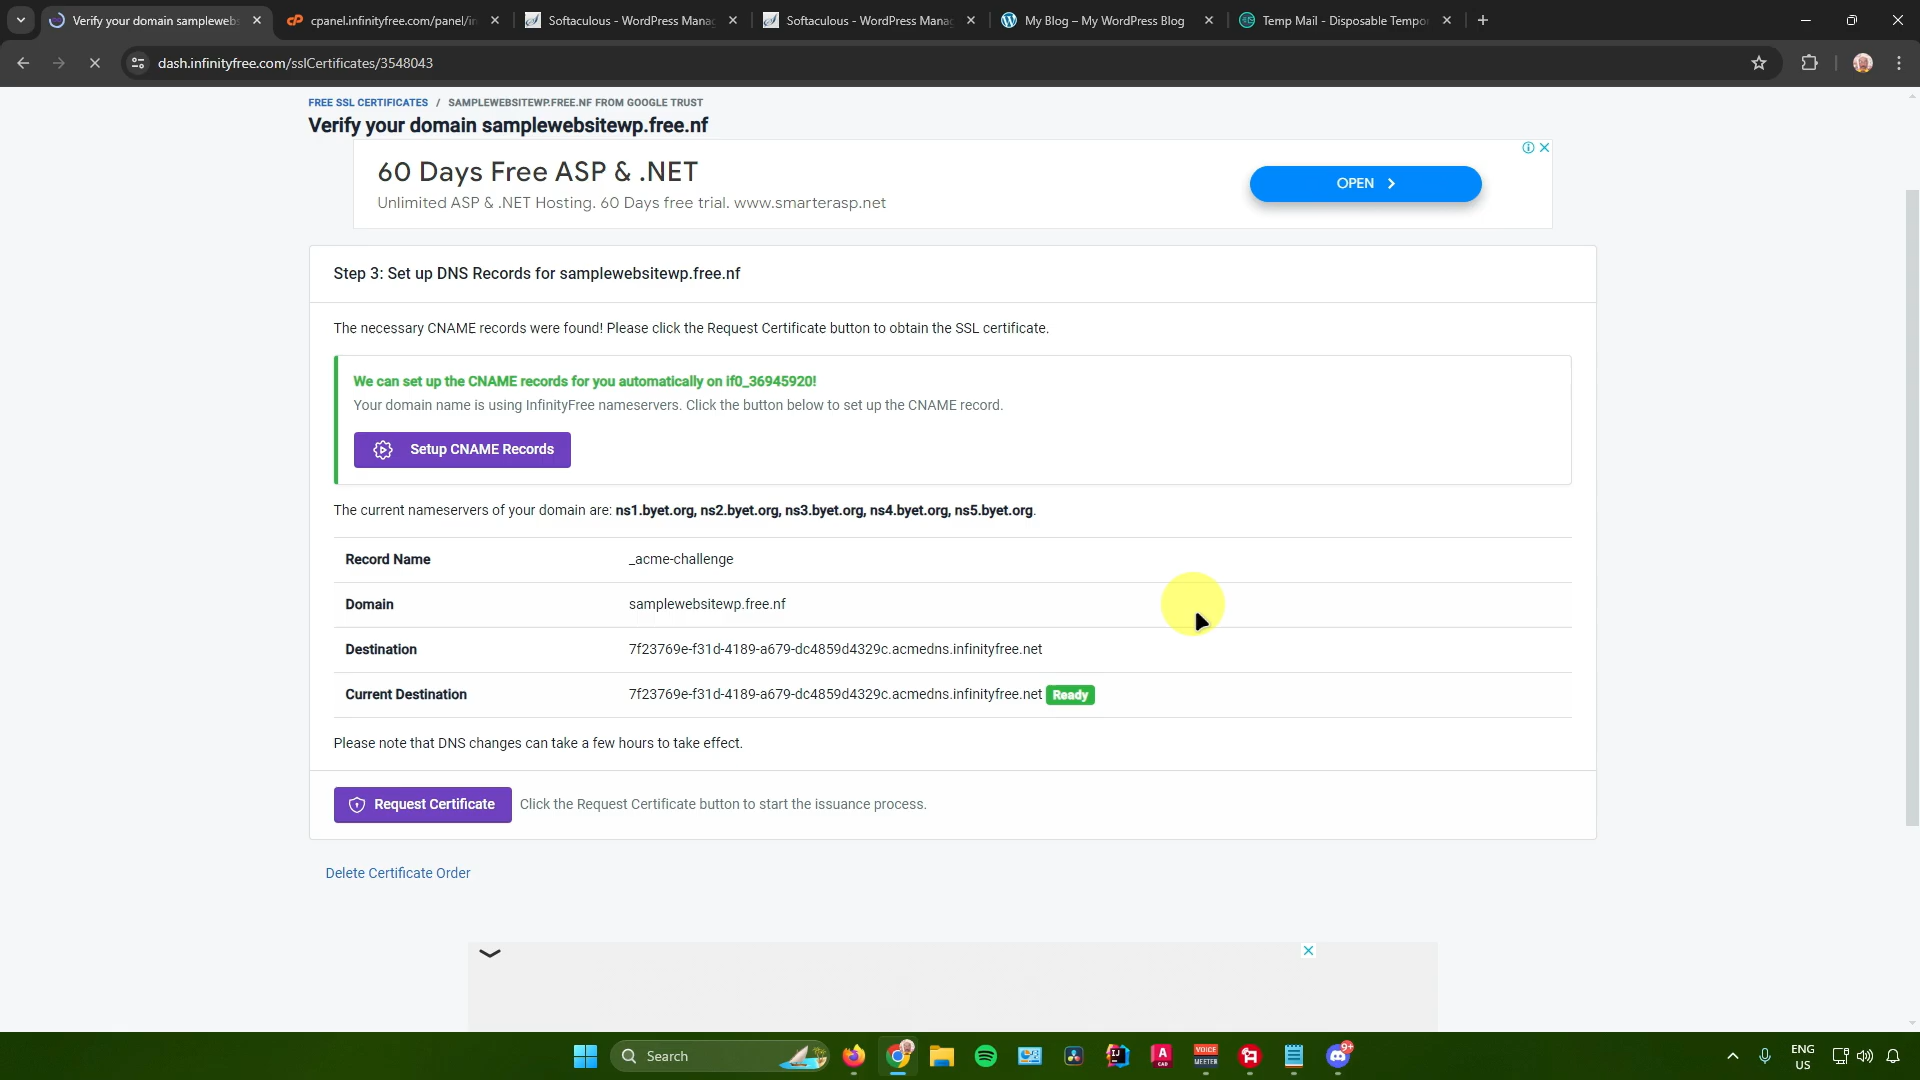 Verify your domain sampleweb
cpanel.infinityfree.com/panel/in
Softaculous - WordPress Mana
Softaculous - WordPress Mana
My Blog – My WordPress Blog
Temp Mail - Disposable Tempo
dash.infinityfree.com/sslCertificates/3548043
FREE SSL CERTIFICATES / SAMPLEWEBSITEWP.FREE.NF FROM GOOGLE TRUST
Verify your domain samplewebsitewp.free.nf
60 Days Free ASP & .NET
Unlimited ASP & .NET Hosting. 60 Days free trial. www.smarterasp.net
OPEN
Step 3: Set up DNS Records for samplewebsitewp.free.nf
The necessary CNAME records were found! Please click the Request Certificate button to obtain the SSL certificate.
We can set up the CNAME records for you automatically on if0_36945920!
Your domain name is using InfinityFree nameservers. Click the button below to set up the CNAME record.
Setup CNAME Records
The current nameservers of your domain are: ns1.byet.org, ns2.byet.org, ns3.byet.org, ns4.byet.org, ns5.byet.org.
Record Name _acme-challenge
Domain samplewebsitewp.free.nf
Destination 7f23769e-f31d-4189-a679-dc4859d4329c.acmedns.infinityfree.net
Current Destination 7f23769e-f31d-4189-a679-dc4859d4329c.acmedns.infinityfree.net Ready
Please note that DNS changes can take a few hours to take effect.
Request Certificate Click the Request Certificate button to start the issuance process.
Delete Certificate Order
Search
VOICE
MEETER
9+
ENG
US